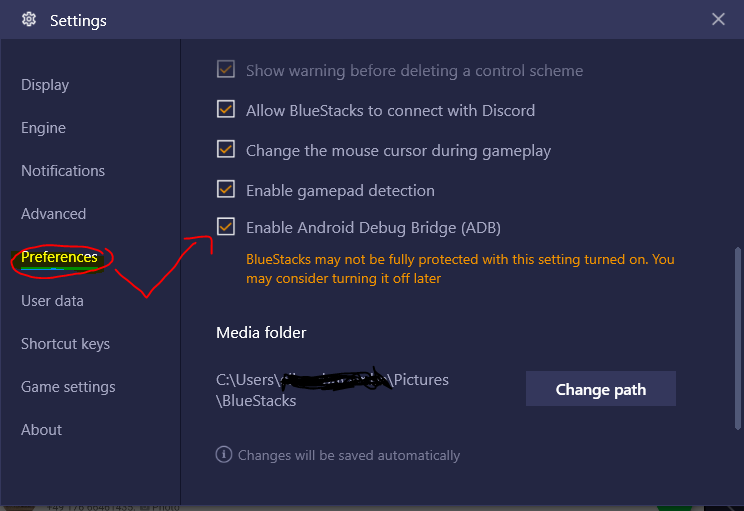 Settings
Display
Engine
Notifications
Advanced
Preferences
User data
Shortcut keys
Game settings
About
Show warning before deleting a control scheme
Allow BlueStacks to connect with Discord
Change the mouse cursor during gameplay
Enable gamepad detection
Enable Android Debug Bridge (ADB)
BlueStacks may not be fully protected with this setting turned on. You
may consider turning it off later
Media folder
C:\Users\ \Pictures
\BlueStacks
Change path
Changes will be saved automatically